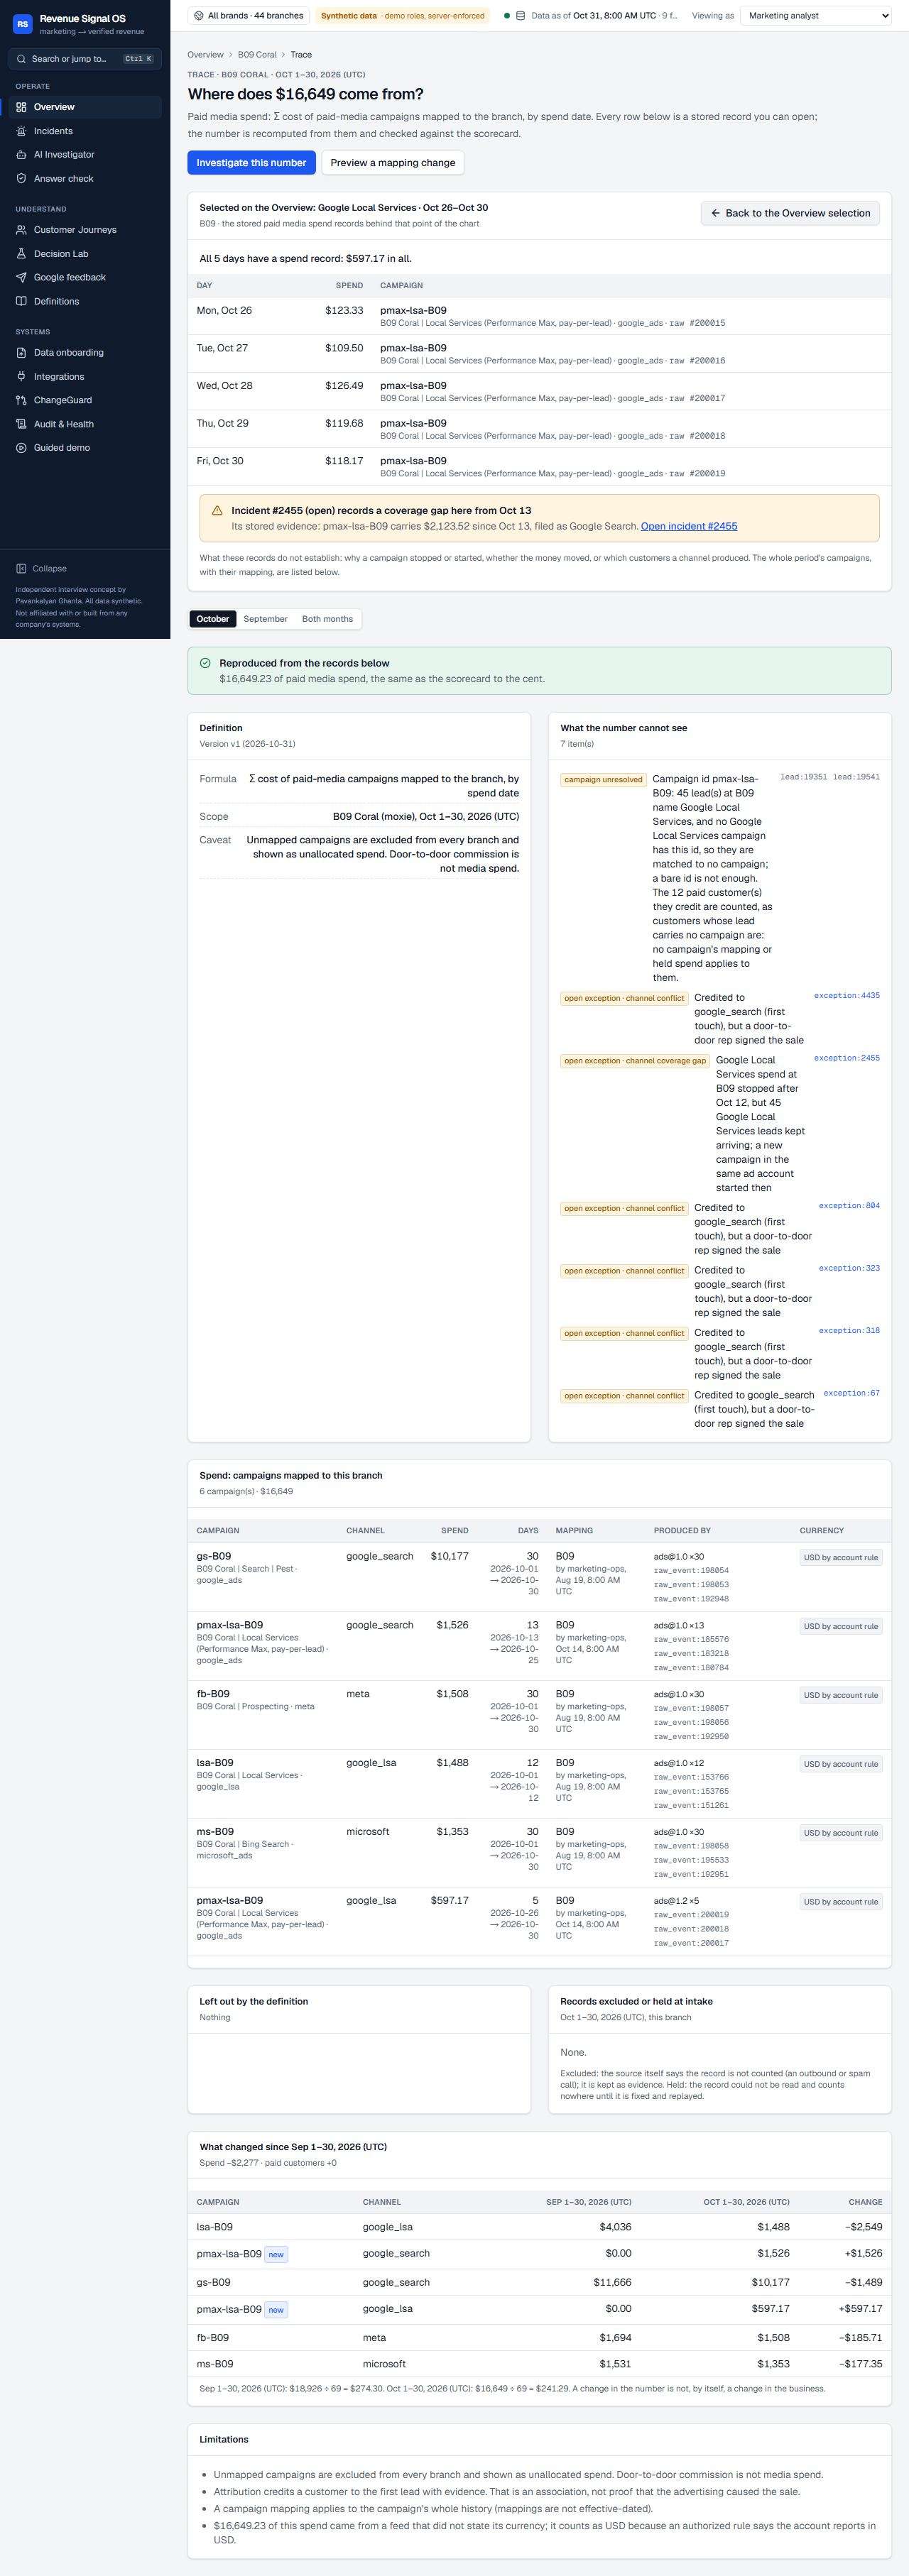 RS
Revenue Signal OS
marketing → verified revenue
Search or jump to...
Ctrl K
OPERATE
Overview
Incidents
AI Investigator
Answer check
UNDERSTAND
Customer Journeys
Decision Lab
Google feedback
Definitions
SYSTEMS
Data onboarding
Integrations
ChangeGuard
Audit & Health
Guided demo
Collapse
Independent interview concept by
Pavankalyan Ghanta. All data synthetic.
Not affiliated with or built from any
company's systems.
All brands · 44 branches
Synthetic data · demo roles, server-enforced
Data as of Oct 31, 8:00 AM UTC · 9 f...
Viewing as
Marketing analyst
Overview > B09 Coral > Trace
TRACE · B09 CORAL · OCT 1–30, 2026 (UTC)
Where does $16,649 come from?
Paid media spend: Σ cost of paid-media campaigns mapped to the branch, by spend date. Every row below is a stored record you can open;
the number is recomputed from them and checked against the scorecard.
Investigate this number
Preview a mapping change
Selected on the Overview: Google Local Services · Oct 26–Oct 30
B09 · the stored paid media spend records behind that point of the chart
← Back to the Overview selection
All 5 days have a spend record: $597.17 in all.
DAY SPEND CAMPAIGN
Mon, Oct 26 $123.33 pmax-lsa-B09
B09 Coral | Local Services (Performance Max, pay-per-lead) · google_ads · raw #200015
Tue, Oct 27 $109.50 pmax-lsa-B09
B09 Coral | Local Services (Performance Max, pay-per-lead) · google_ads · raw #200016
Wed, Oct 28 $126.49 pmax-lsa-B09
B09 Coral | Local Services (Performance Max, pay-per-lead) · google_ads · raw #200017
Thu, Oct 29 $119.68 pmax-lsa-B09
B09 Coral | Local Services (Performance Max, pay-per-lead) · google_ads · raw #200018
Fri, Oct 30 $118.17 pmax-lsa-B09
B09 Coral | Local Services (Performance Max, pay-per-lead) · google_ads · raw #200019
Incident #2455 (open) records a coverage gap here from Oct 13
Its stored evidence: pmax-lsa-B09 carries $2,123.52 since Oct 13, filed as Google Search. Open incident #2455
What these records do not establish: why a campaign stopped or started, whether the money moved, or which customers a channel produced. The whole period's campaigns,
with their mapping, are listed below.
October September Both months
Reproduced from the records below
$16,649.23 of paid media spend, the same as the scorecard to the cent.
Definition
Version v1 (2026-10-31)
Formula Σ cost of paid-media campaigns mapped to the branch, by
spend date
Scope B09 Coral (moxie), Oct 1–30, 2026 (UTC)
Caveat Unmapped campaigns are excluded from every branch and
shown as unallocated spend. Door-to-door commission is
not media spend.
What the number cannot see
7 item(s)
campaign unresolved Campaign id pmax-lsa- lead:19351 lead:19541
B09: 45 lead(s) at B09
name Google Local
Services, and no Google
Local Services campaign
has this id, so they are
matched to no campaign;
a bare id is not enough.
The 12 paid customer(s)
they credit are counted, as
customers whose lead
carries no campaign are:
no campaign's mapping or
held spend applies to
them.
open exception · channel conflict Credited to exception:4435
google_search (first
touch), but a door-to-
door rep signed the sale
open exception · channel coverage gap Google Local exception:2455
Services spend at
B09 stopped after
Oct 12, but 45
Google Local
Services leads kept
arriving; a new
campaign in the
same ad account
started then
open exception · channel conflict Credited to exception:804
google_search (first
touch), but a door-to-door
rep signed the sale
open exception · channel conflict Credited to exception:323
google_search (first
touch), but a door-to-door
rep signed the sale
open exception · channel conflict Credited to exception:318
google_search (first
touch), but a door-to-door
rep signed the sale
open exception · channel conflict Credited to google_search exception:67
(first touch), but a door-to-
door rep signed the sale
Spend: campaigns mapped to this branch
6 campaign(s) · $16,649
CAMPAIGN CHANNEL SPEND DAYS MAPPING PRODUCED BY CURRENCY
gs-B09 google_search $10,177 30 B09 ads@1.0 ×30 USD by account rule
B09 Coral | Search | Pest · 2026-10-01 by marketing-ops, raw_event:198054
google_ads → 2026-10- Aug 19, 8:00 AM raw_event:198053
30 UTC raw_event:192948
pmax-lsa-B09 google_search $1,526 13 B09 ads@1.0 ×13 USD by account rule
B09 Coral | Local Services 2026-10-13 by marketing-ops, raw_event:185576
(Performance Max, pay-per-lead) · → 2026-10- Oct 14, 8:00 AM raw_event:183218
google_ads 25 UTC raw_event:180784
fb-B09 meta $1,508 30 B09 ads@1.0 ×30 USD by account rule
B09 Coral | Prospecting · meta 2026-10-01 by marketing-ops, raw_event:198057
→ 2026-10- Aug 19, 8:00 AM raw_event:198056
30 UTC raw_event:192950
lsa-B09 google_lsa $1,488 12 B09 ads@1.0 ×12 USD by account rule
B09 Coral | Local Services · 2026-10-01 by marketing-ops, raw_event:153766
google_lsa → 2026-10- Aug 19, 8:00 AM raw_event:153765
12 UTC raw_event:151261
ms-B09 microsoft $1,353 30 B09 ads@1.0 ×30 USD by account rule
B09 Coral | Bing Search · 2026-10-01 by marketing-ops, raw_event:198058
microsoft_ads → 2026-10- Aug 19, 8:00 AM raw_event:195533
30 UTC raw_event:192951
pmax-lsa-B09 google_lsa $597.17 5 B09 ads@1.2 ×5 USD by account rule
B09 Coral | Local Services 2026-10-26 by marketing-ops, raw_event:200019
(Performance Max, pay-per-lead) · → 2026-10- Oct 14, 8:00 AM raw_event:200018
google_ads 30 UTC raw_event:200017
Left out by the definition
Nothing
Records excluded or held at intake
Oct 1–30, 2026 (UTC), this branch
None.
Excluded: the source itself says the record is not counted (an outbound or spam
call); it is kept as evidence. Held: the record could not be read and counts
nowhere until it is fixed and replayed.
What changed since Sep 1–30, 2026 (UTC)
Spend −$2,277 · paid customers +0
CAMPAIGN CHANNEL SEP 1–30, 2026 (UTC) OCT 1–30, 2026 (UTC) CHANGE
lsa-B09 google_lsa $4,036 $1,488 −$2,549
pmax-lsa-B09 new google_search $0.00 $1,526 +$1,526
gs-B09 google_search $11,666 $10,177 −$1,489
pmax-lsa-B09 new google_lsa $0.00 $597.17 +$597.17
fb-B09 meta $1,694 $1,508 −$185.71
ms-B09 microsoft $1,531 $1,353 −$177.35
Sep 1–30, 2026 (UTC): $18,926 ÷ 69 = $274.30. Oct 1–30, 2026 (UTC): $16,649 ÷ 69 = $241.29. A change in the number is not, by itself, a change in the business.
Limitations
• Unmapped campaigns are excluded from every branch and shown as unallocated spend. Door-to-door commission is not media spend.
• Attribution credits a customer to the first lead with evidence. That is an association, not proof that the advertising caused the sale.
• A campaign mapping applies to the campaign's whole history (mappings are not effective-dated).
• $16,649.23 of this spend came from a feed that did not state its currency; it counts as USD because an authorized rule says the account reports in
USD.